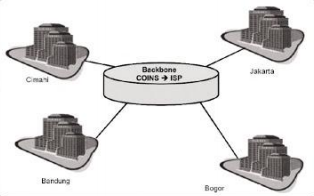 Backbone
COINS → ISP
Cimahi
Jakarta
Bandung
Bogor